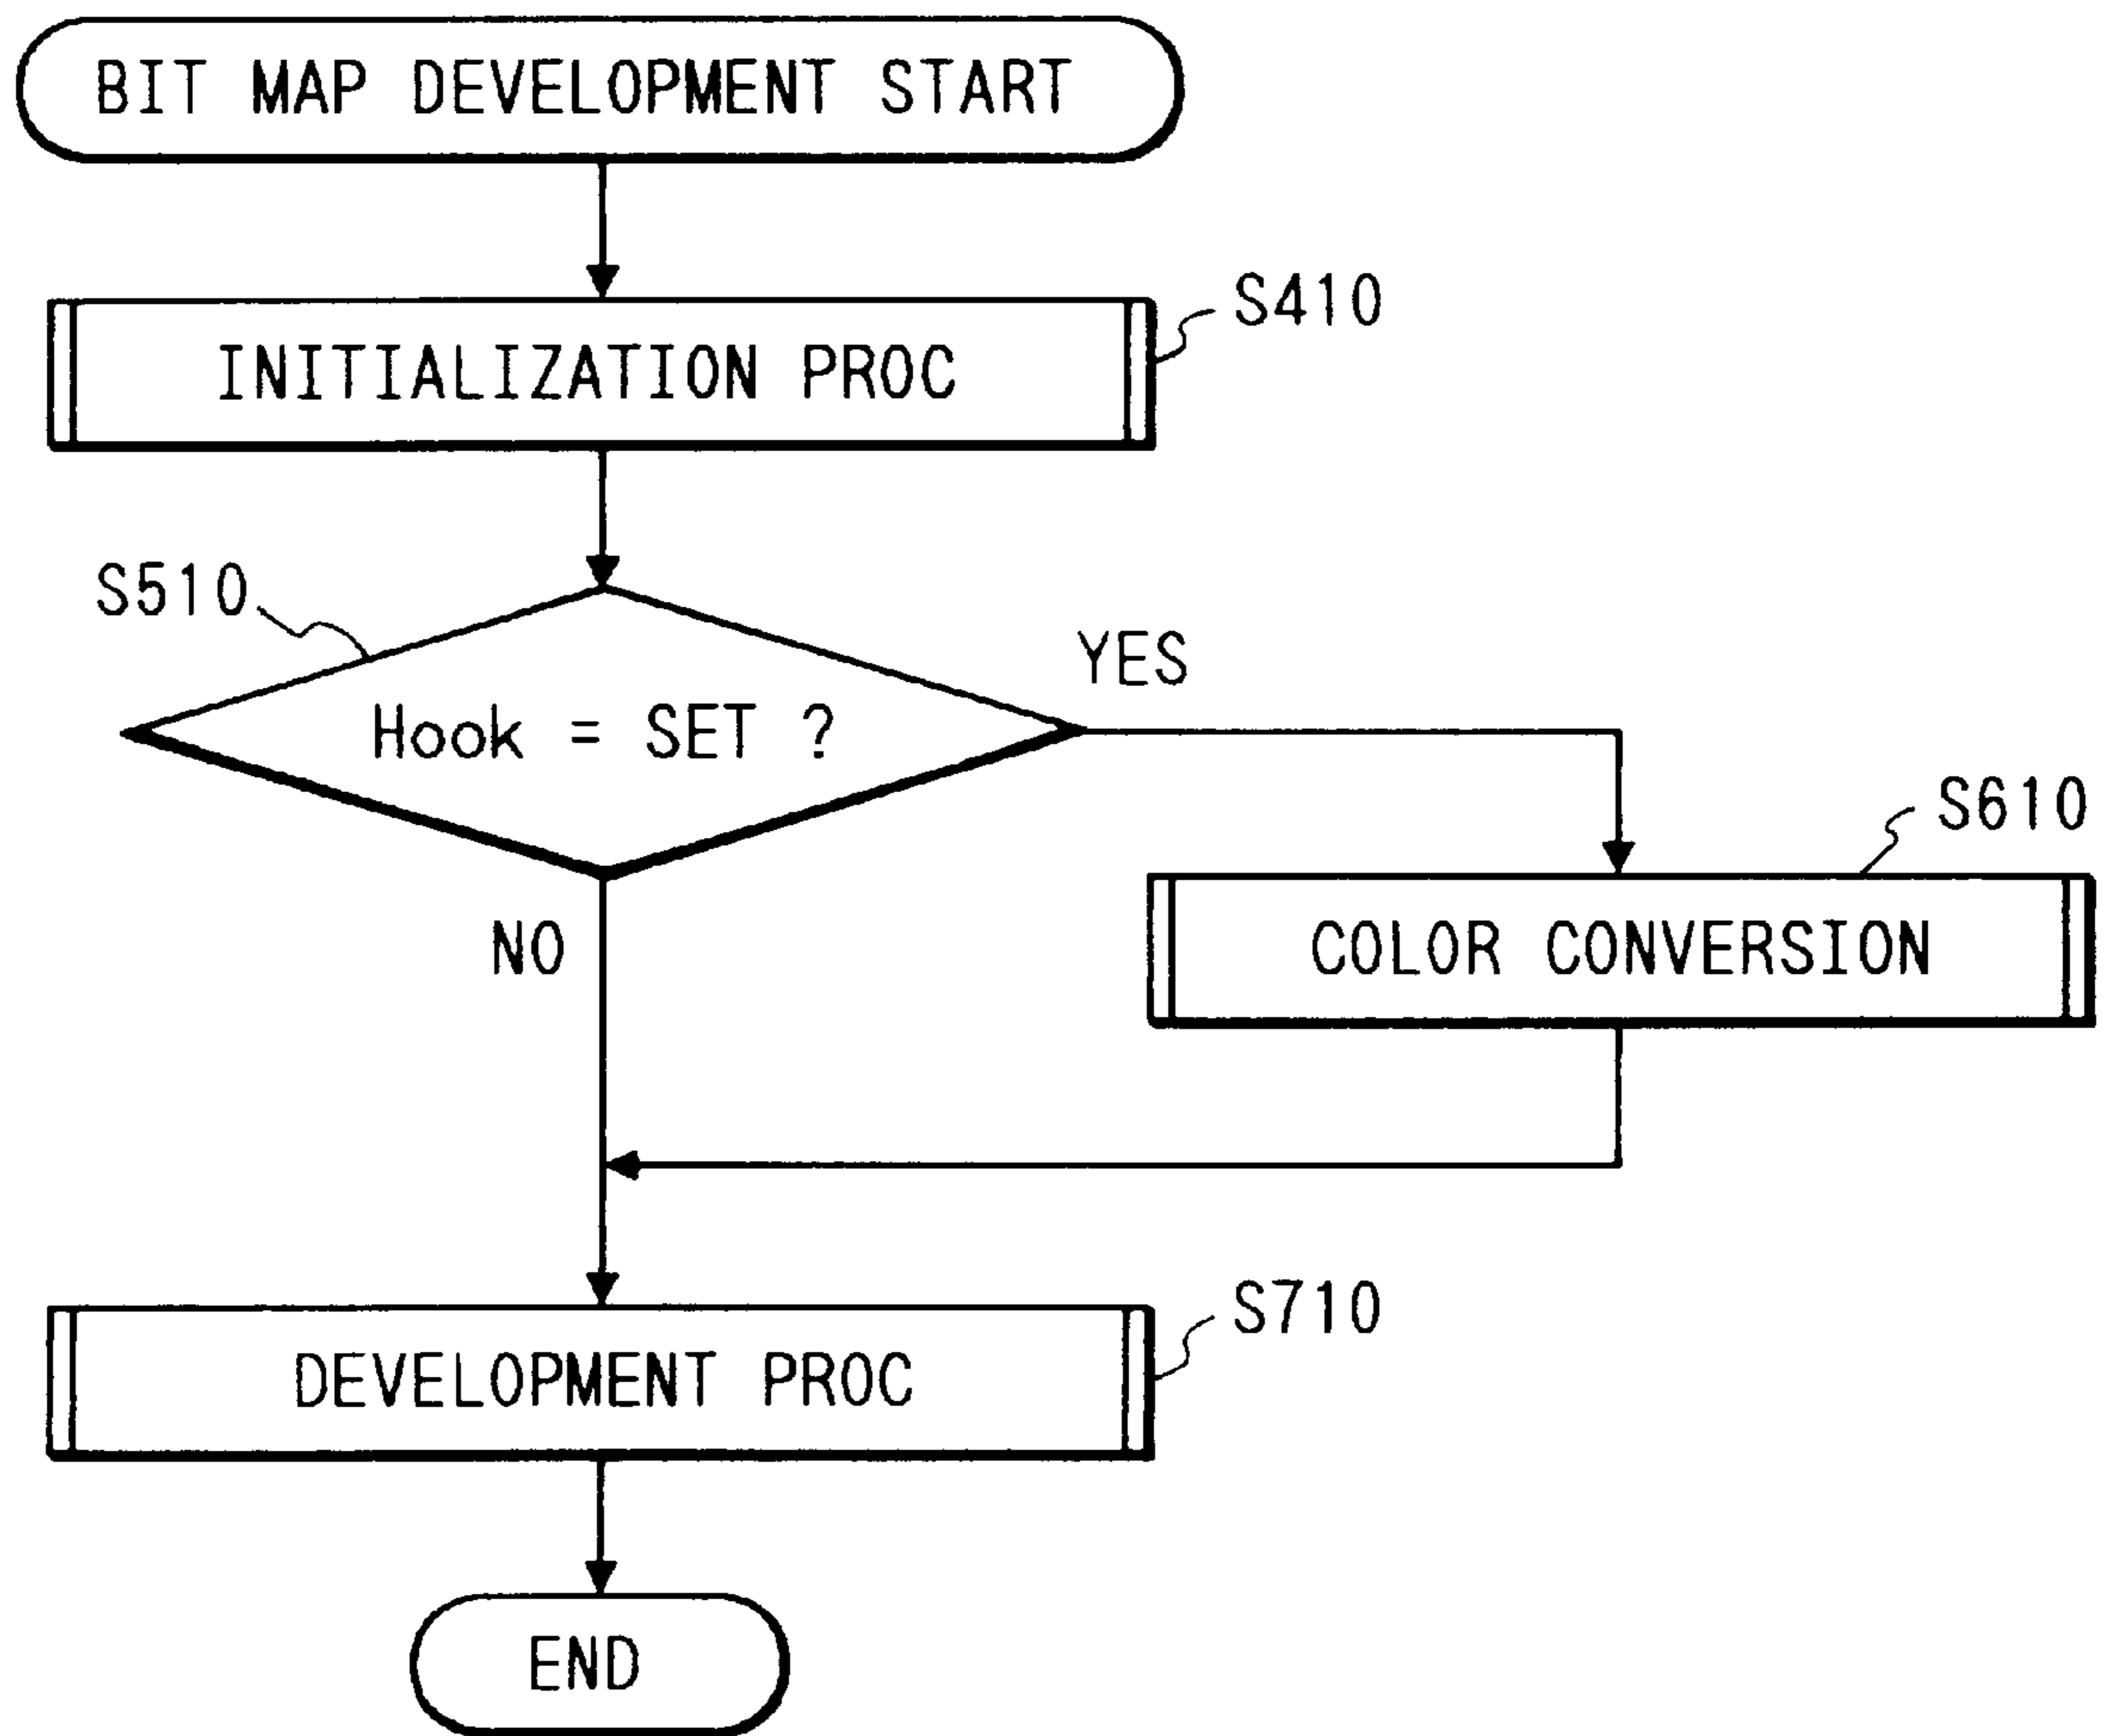 BIT MAP DEVELOPMENT START
S410
INITIALIZATION PROC
S510
YES
Hook = SET ?
S610
NO
COLOR CONVERSION
S710
DEVELOPMENT PROC
END